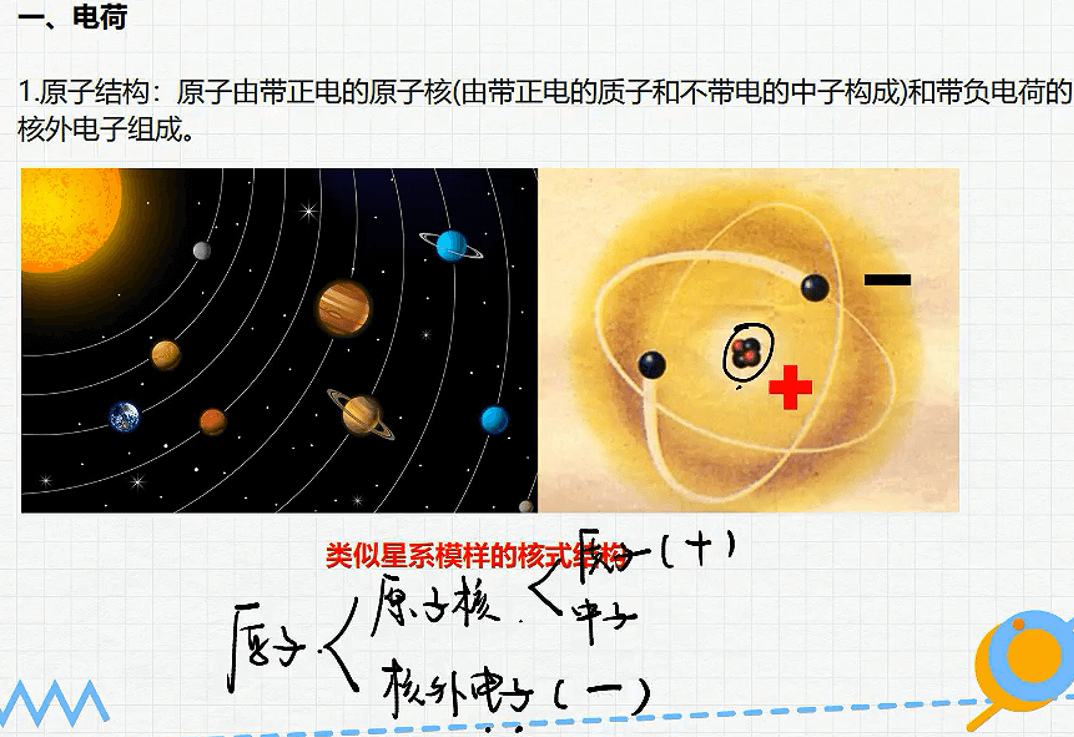 一、电荷
1.原子结构：原子由带正电的原子核(由带正电的质子和不带电的中子构成)和带负电荷的
核外电子组成。
类似星系模样的核式结构
质子(+)
原子核
中子
原子
核外电子(一)